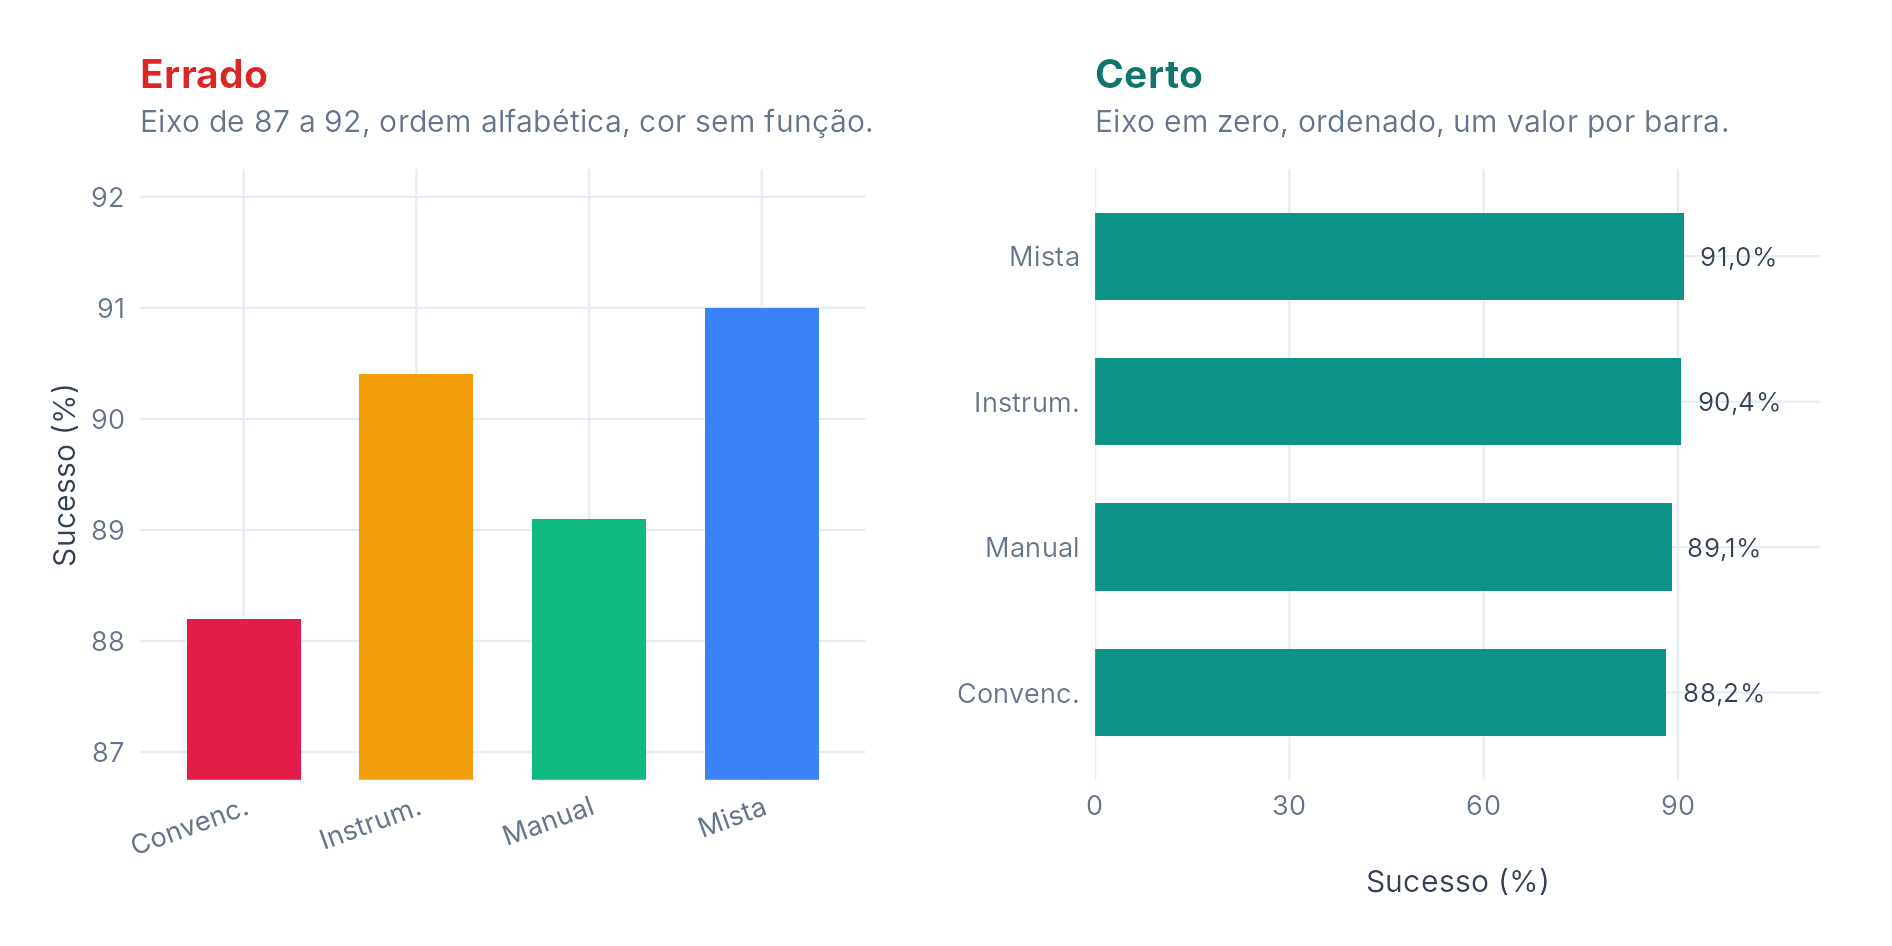 Errado
Eixo de 87 a 92, ordem alfabética, cor sem função.
Sucesso (%)
92
91
90
89
88
87
Convenc.
Instrum.
Manual
Mista
Certo
Eixo em zero, ordenado, um valor por barra.
Mista
91,0%
Instrum.
90,4%
Manual
89,1%
Convenc.
88,2%
0
30
60
90
Sucesso (%)